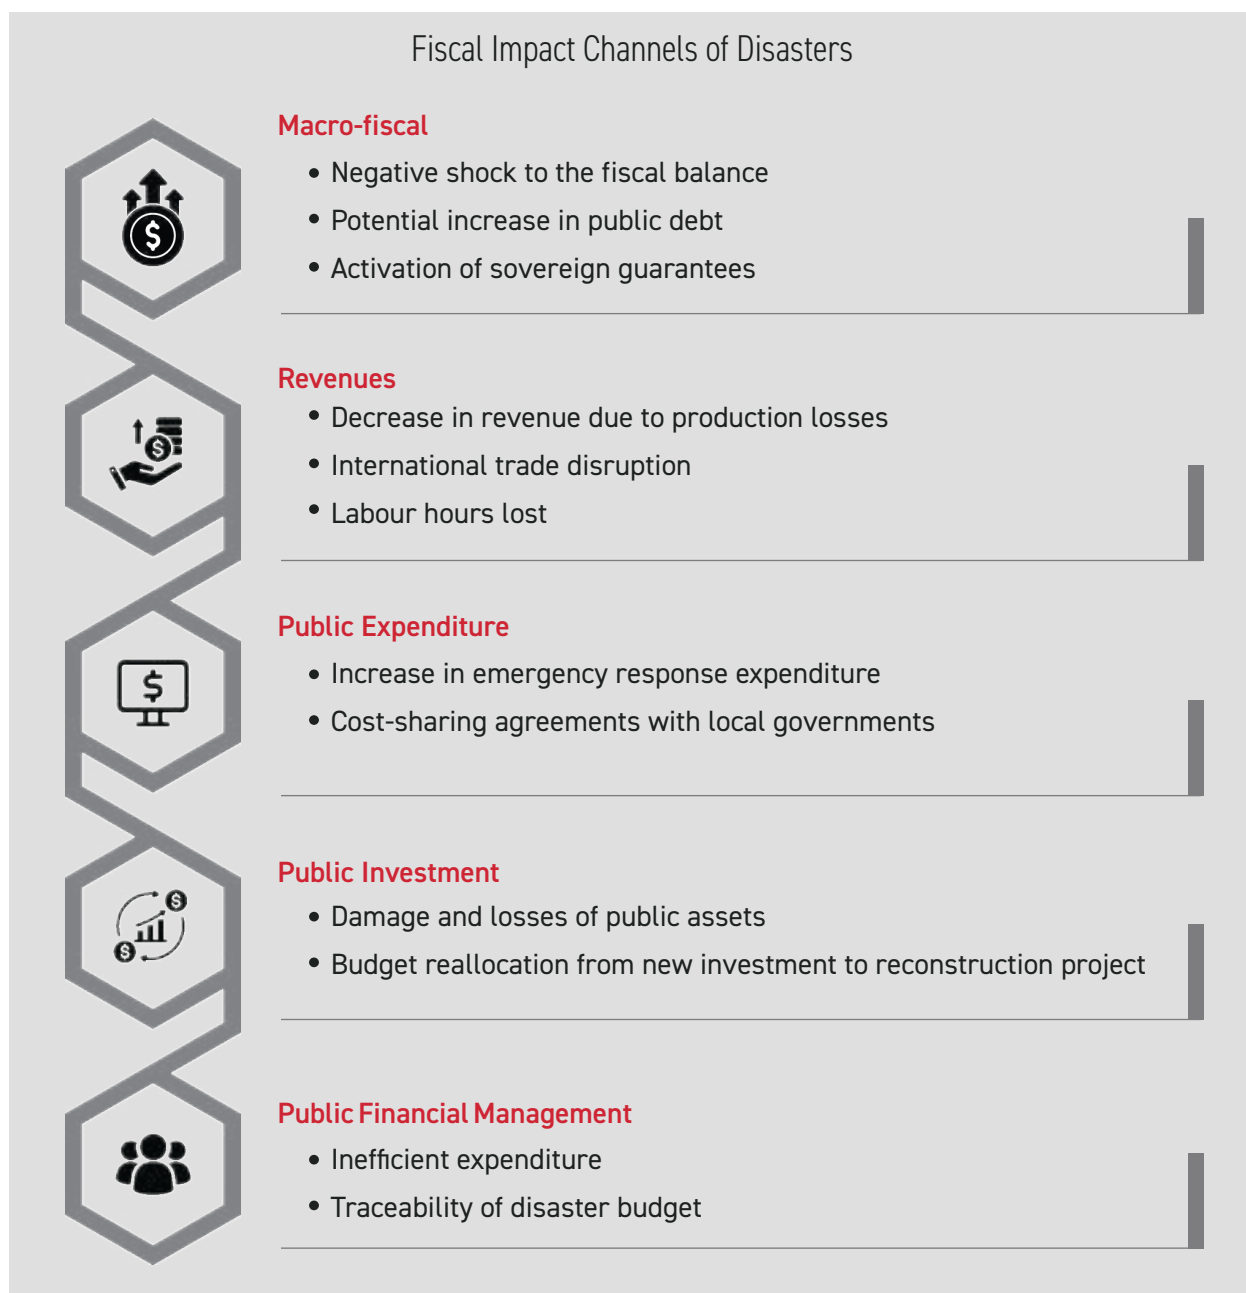 Fiscal Impact Channels of Disasters
Macro-fiscal
• Negative shock to the fiscal balance
• Potential increase in public debt
• Activation of sovereign guarantees
Revenues
• Decrease in revenue due to production losses
• International trade disruption
• Labour hours lost
Public Expenditure
• Increase in emergency response expenditure
• Cost-sharing agreements with local governments
Public Investment
• Damage and losses of public assets
• Budget reallocation from new investment to reconstruction project
Public Financial Management
• Inefficient expenditure
• Traceability of disaster budget